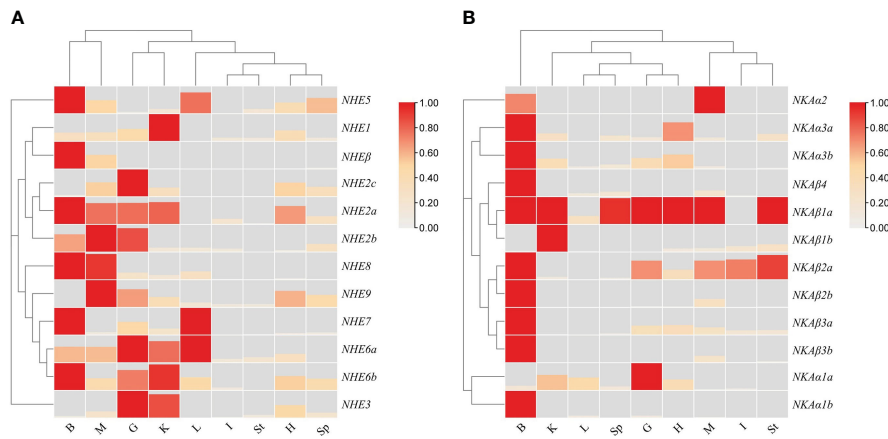 A
NHE5
NHE1
NHEβ
NHE2c
NHE2a
NHE2b
NHE8
NHE9
NHE7
NHE6a
NHE6b
NHE3
1.00
0.80
0.60
0.40
0.20
0.00
B M G K L I St H Sp
B
NKAα2
NKAα3a
NKAα3b
NKAβ4
NKAβ1a
NKAβ1b
NKAβ2a
NKAβ2b
NKAβ3a
NKAβ3b
NKAα1a
NKAα1b
1.00
0.80
0.60
0.40
0.20
0.00
B K L Sp G H M I St